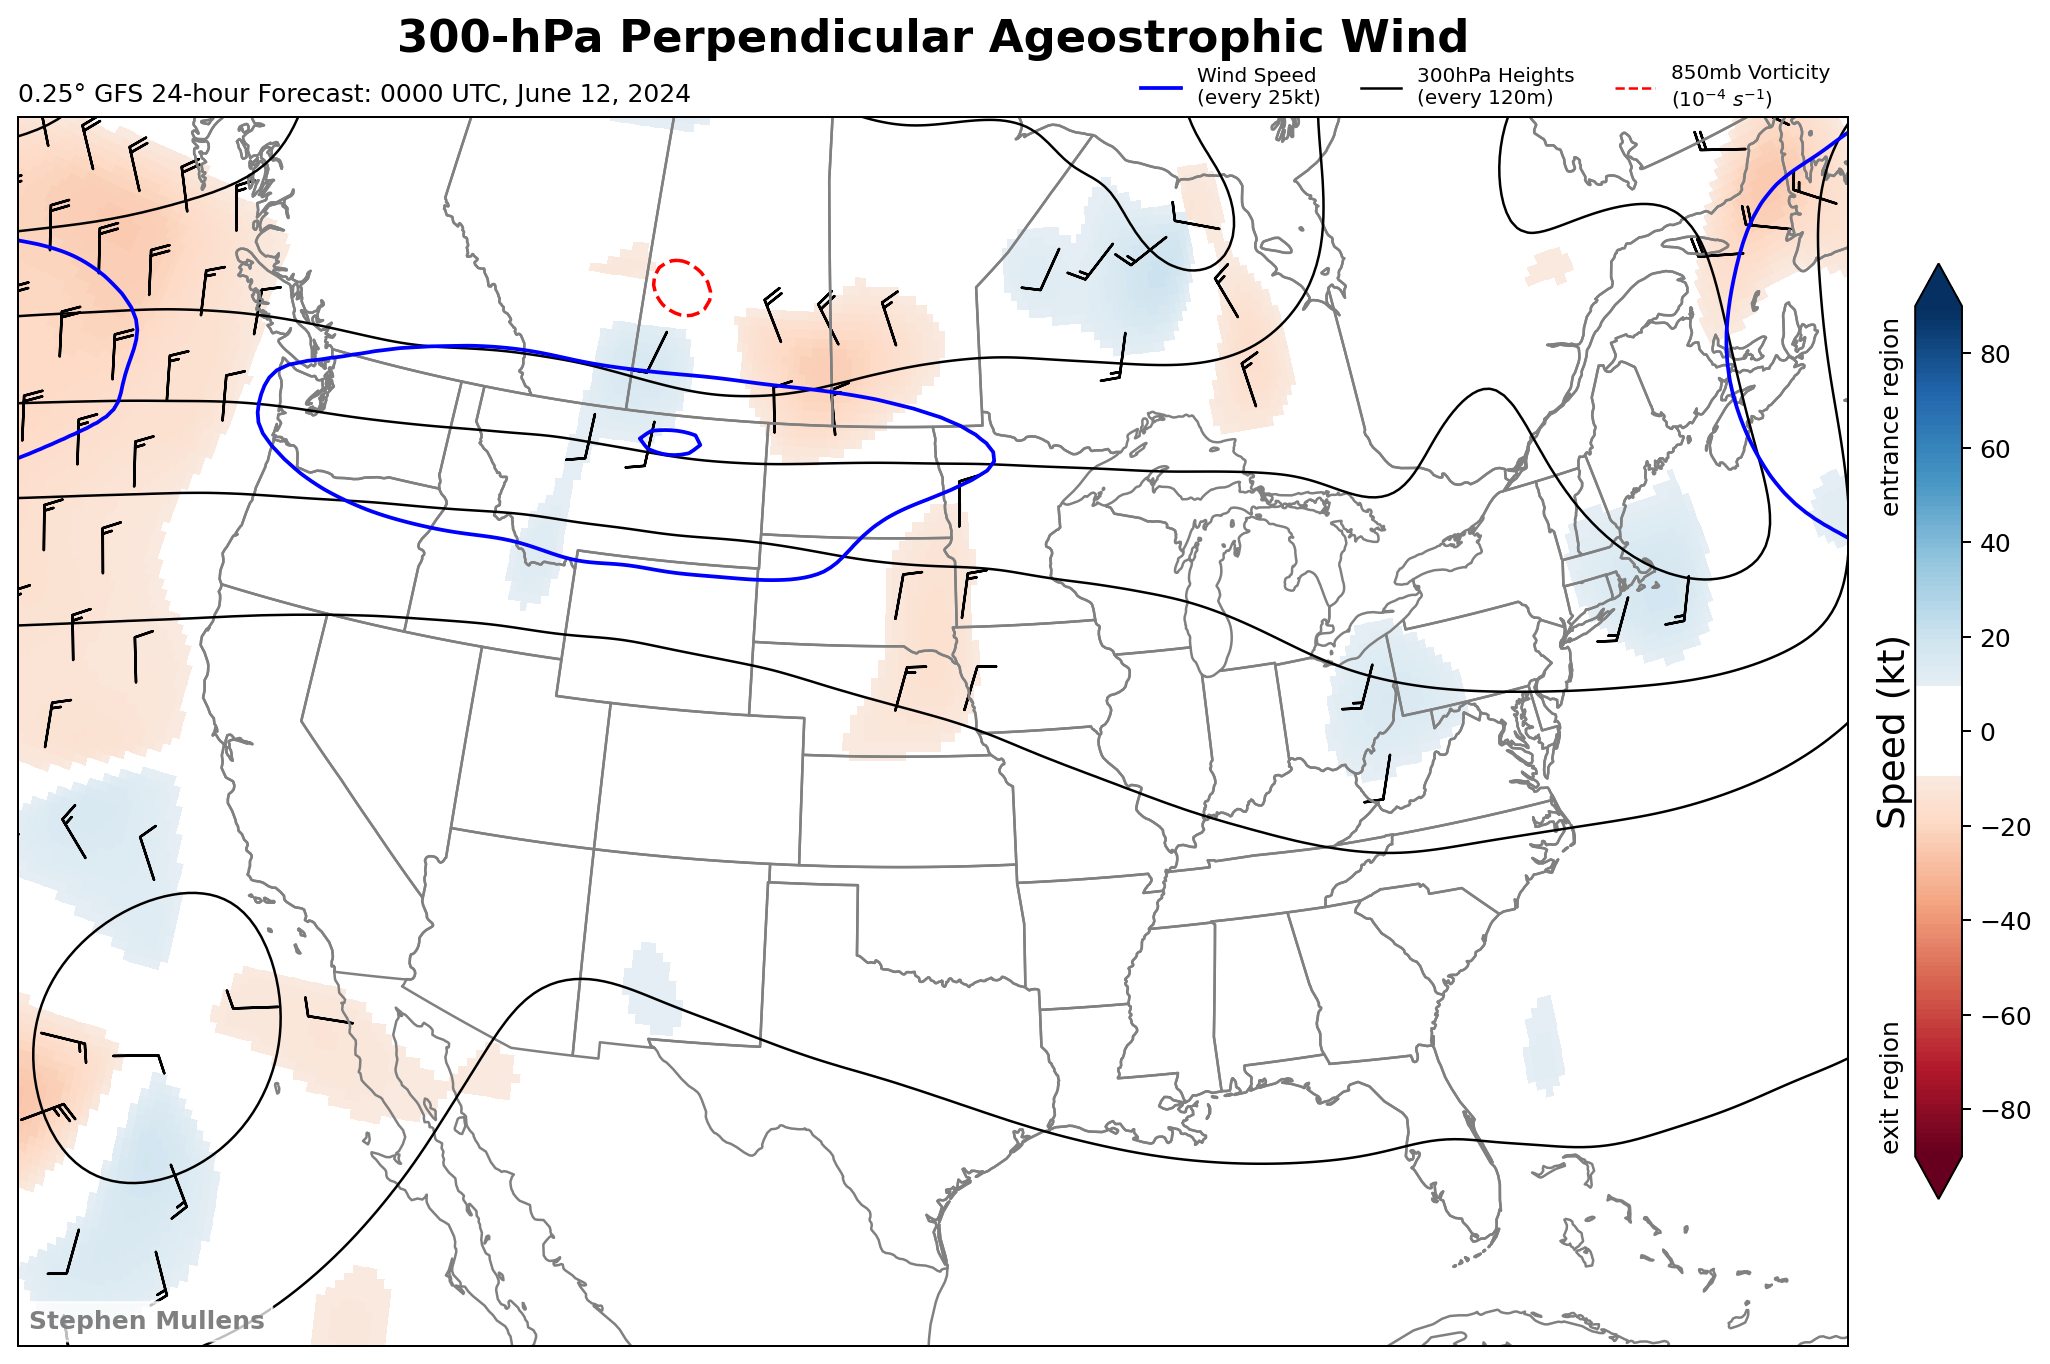 300-hPa Perpendicular Ageostrophic Wind
0.25° GFS 24-hour Forecast: 0000 UTC, June 12, 2024
Wind Speed
(every 25kt)
300hPa Heights
(every 120m)
850mb Vorticity
(10⁻⁴ s⁻¹)
entrance region
Speed (kt)
exit region
80
60
40
20
0
−20
−40
−60
−80
Stephen Mullens